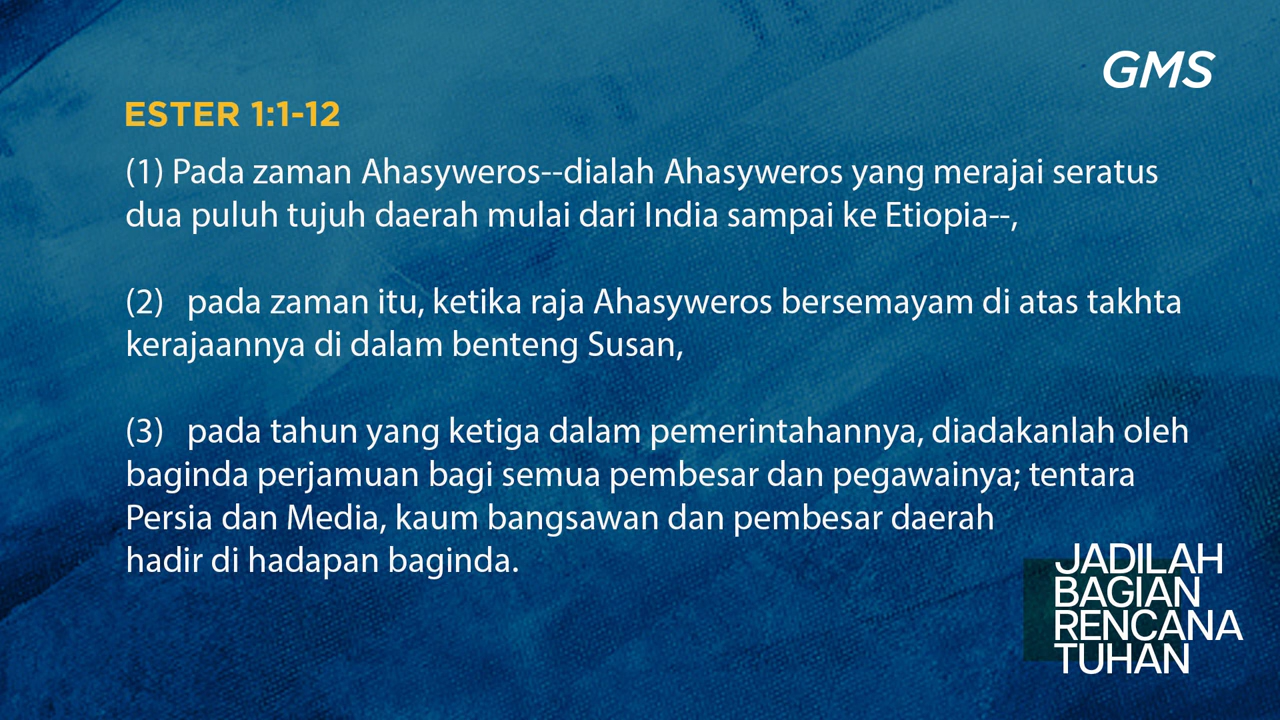 GMS
ESTER 1:1-12
(1) Pada zaman Ahasyweros--dialah Ahasyweros yang merajai seratus
dua puluh tujuh daerah mulai dari India sampai ke Etiopia--,
(2) pada zaman itu, ketika raja Ahasyweros bersemayam di atas takhta
kerajaannya di dalam benteng Susan,
(3) pada tahun yang ketiga dalam pemerintahannya, diadakanlah oleh
baginda perjamuan bagi semua pembesar dan pegawainya; tentara
Persia dan Media, kaum bangsawan dan pembesar daerah
hadir di hadapan baginda.
JADILAH
BAGIAN
RENCANA
TUHAN